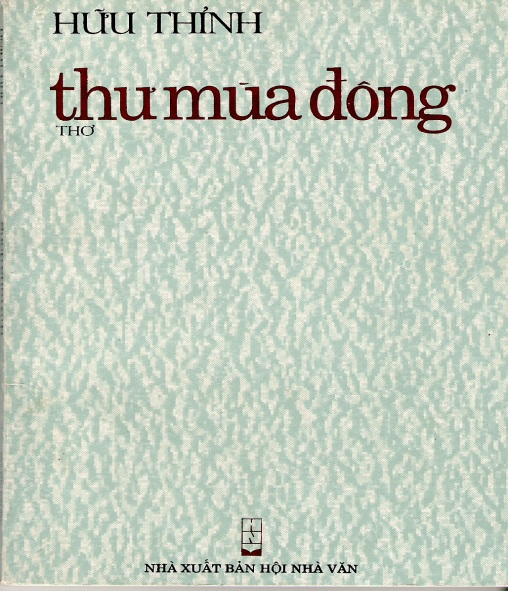 HỮU THỈNH
thư mùa đông
THƠ
NHÀ XUẤT BẢN HỘI NHÀ VĂN